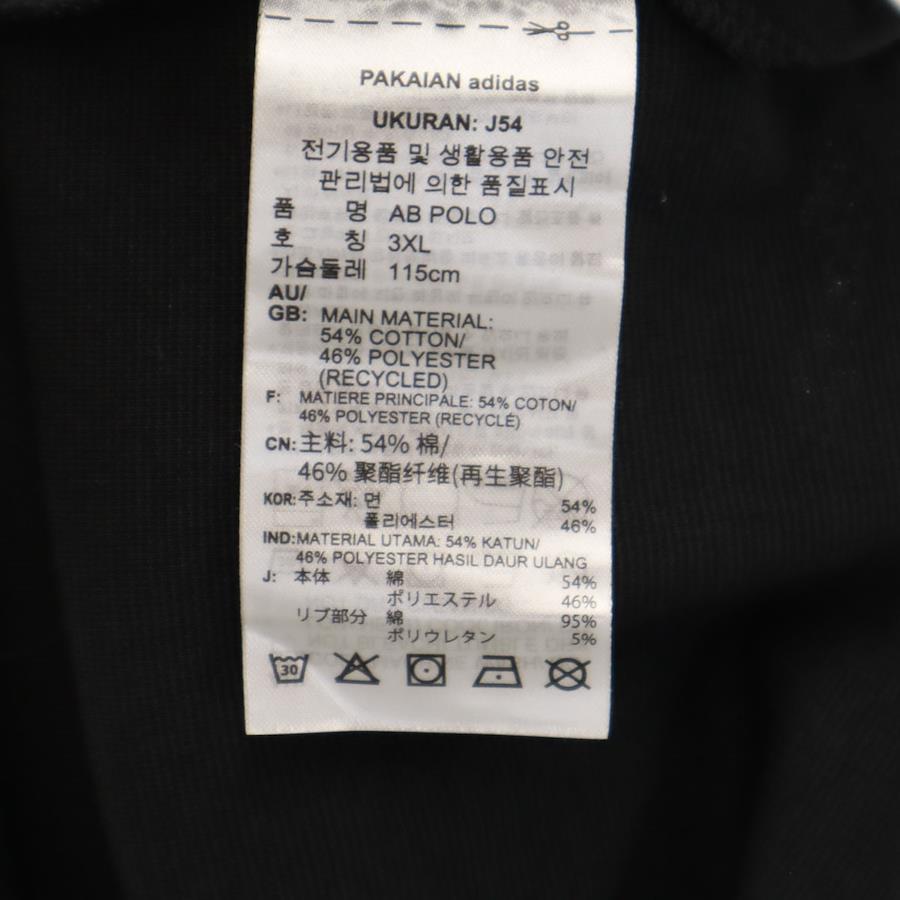 PAKAIAN adidas
UKURAN: J54
전기용품 및 생활용품 안전
관리법에 의한 품질표시
품 명 AB POLO
호 칭 3XL
가슴둘레 115cm
AU/
GB: MAIN MATERIAL:
54% COTTON/
46% POLYESTER
(RECYCLED)
F: MATIERE PRINCIPALE: 54% COTON/
46% POLYESTER (RECYCLÉ)
CN: 主料: 54% 棉/
46% 聚酯纤维(再生聚酯)
KOR: 주소재: 면 54%
폴리에스터 46%
IND: MATERIAL UTAMA: 54% KATUN/
46% POLYESTER HASIL DAUR ULANG
J: 本体 綿 54%
ポリエステル 46%
リブ部分 綿 95%
ポリウレタン 5%
30